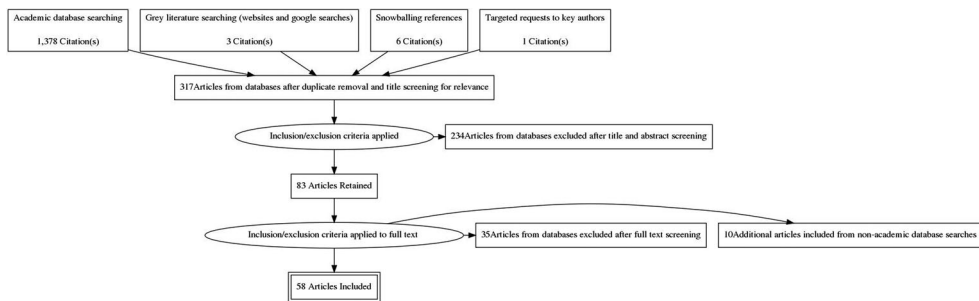 Academic database searching
1,378 Citation(s)
Grey literature searching (websites and google searches)
3 Citation(s)
Snowballing references
6 Citation(s)
Targeted requests to key authors
1 Citation(s)
317Articles from databases after duplicate removal and title screening for relevance
Inclusion/exclusion criteria applied
234Articles from databases excluded after title and abstract screening
83 Articles Retained
Inclusion/exclusion criteria applied to full text
35Articles from databases excluded after full text screening
10Additional articles included from non-academic database searches
58 Articles Included